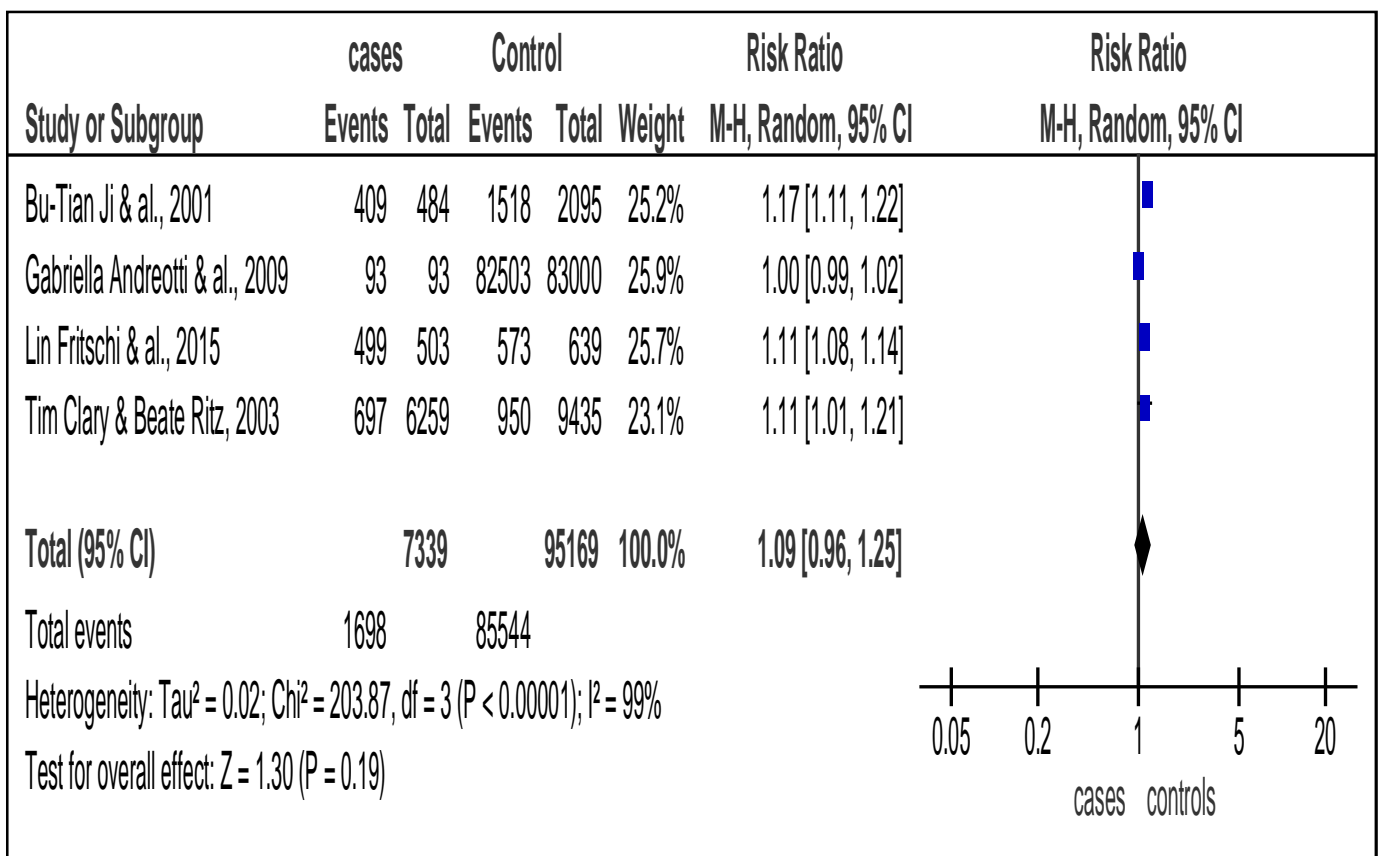 cases Control Risk Ratio Risk Ratio
Study or Subgroup Events Total Events Total Weight M-H, Random, 95% CI M-H, Random, 95% CI
Bu-Tian Ji & al., 2001 409 484 1518 2095 25.2% 1.17 [1.11, 1.22]
Gabriella Andreotti & al., 2009 93 93 82503 83000 25.9% 1.00 [0.99, 1.02]
Lin Fritschi & al., 2015 499 503 573 639 25.7% 1.11 [1.08, 1.14]
Tim Clary & Beate Ritz, 2003 697 6259 950 9435 23.1% 1.11 [1.01, 1.21]
Total (95% CI) 7339 95169 100.0% 1.09 [0.96, 1.25]
Total events 1698 85544
Heterogeneity: Tau² = 0.02; Chi² = 203.87, df = 3 (P < 0.00001); I² = 99%
Test for overall effect: Z = 1.30 (P = 0.19)
0.05 0.2 1 5 20
cases controls